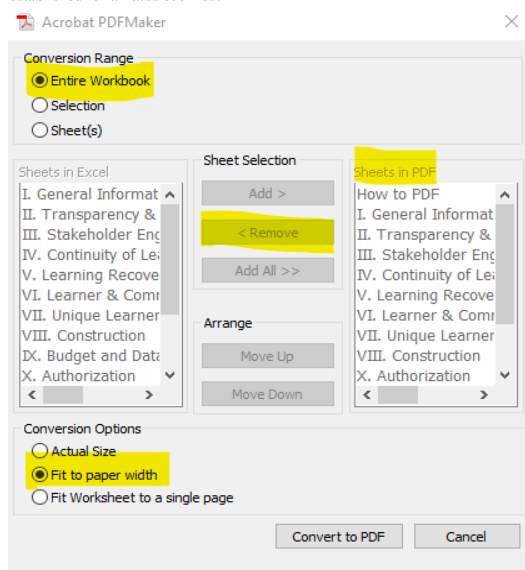 Acrobat PDFMaker
Conversion Range
Entire Workbook
Selection
Sheet(s)
Sheets in Excel
I. General Informat
II. Transparency &
III. Stakeholder Eng
IV. Continuity of Lea
V. Learning Recove
VI. Learner & Comr
VII. Unique Learner
VIII. Construction
IX. Budget and Data
X. Authorization
Sheet Selection
Add >
< Remove
Add All >>
Arrange
Move Up
Move Down
Sheets in PDF
How to PDF
I. General Informat
II. Transparency &
III. Stakeholder Eng
IV. Continuity of Lea
V. Learning Recove
VI. Learner & Comr
VII. Unique Learner
VIII. Construction
X. Authorization
Conversion Options
Actual Size
Fit to paper width
Fit Worksheet to a single page
Convert to PDF
Cancel